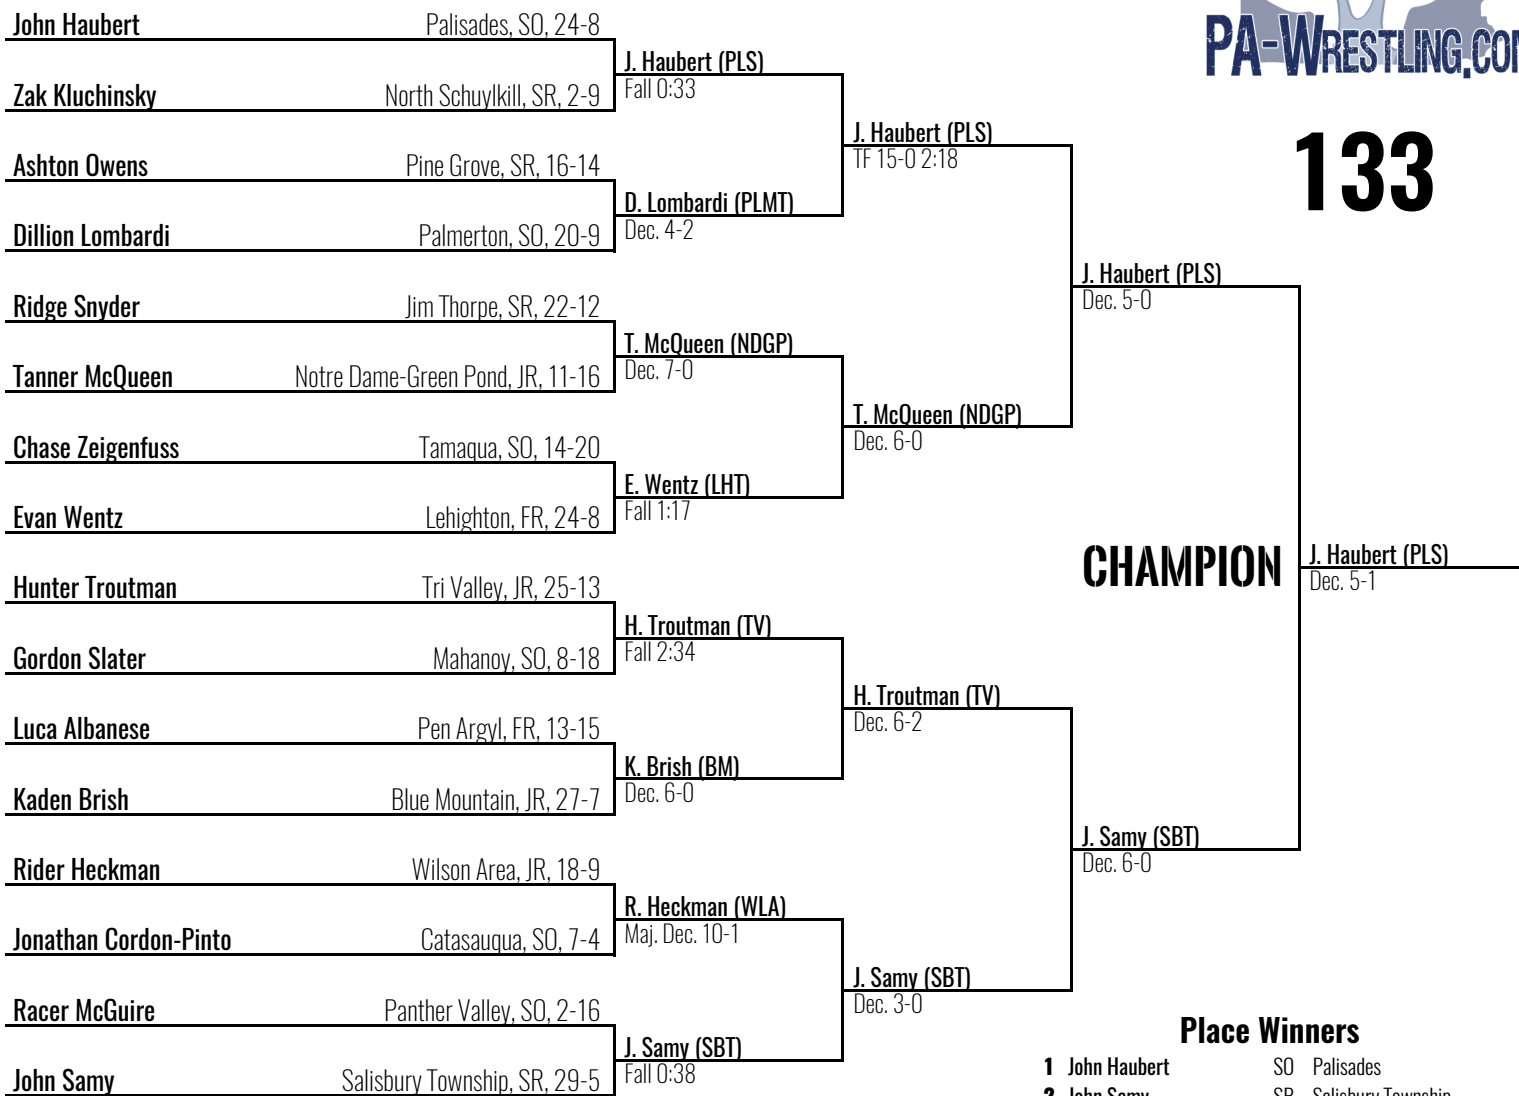 John Haubert Palisades, SO, 24-8
Zak Kluchinsky North Schuylkill, SR, 2-9
J. Haubert (PLS)
Fall 0:33
Ashton Owens Pine Grove, SR, 16-14
Dillion Lombardi Palmerton, SO, 20-9
D. Lombardi (PLMT)
Dec. 4-2
J. Haubert (PLS)
TF 15-0 2:18
Ridge Snyder Jim Thorpe, SR, 22-12
Tanner McQueen Notre Dame-Green Pond, JR, 11-16
T. McQueen (NDGP)
Dec. 7-0
Chase Zeigenfuss Tamaqua, SO, 14-20
Evan Wentz Lehighton, FR, 24-8
E. Wentz (LHT)
Fall 1:17
T. McQueen (NDGP)
Dec. 6-0
J. Haubert (PLS)
Dec. 5-0
Hunter Troutman Tri Valley, JR, 25-13
Gordon Slater Mahanoy, SO, 8-18
H. Troutman (TV)
Fall 2:34
Luca Albanese Pen Argyl, FR, 13-15
Kaden Brish Blue Mountain, JR, 27-7
K. Brish (BM)
Dec. 6-0
H. Troutman (TV)
Dec. 6-2
Rider Heckman Wilson Area, JR, 18-9
Jonathan Cordon-Pinto Catasauqua, SO, 7-4
R. Heckman (WLA)
Maj. Dec. 10-1
Racer McGuire Panther Valley, SO, 2-16
John Samy Salisbury Township, SR, 29-5
J. Samy (SBT)
Fall 0:38
J. Samy (SBT)
Dec. 3-0
J. Samy (SBT)
Dec. 6-0
PA-WRESTLING.COM
133
CHAMPION
J. Haubert (PLS)
Dec. 5-1
Place Winners
1 John Haubert SO Palisades
2 John Samy SR Salisbury Township